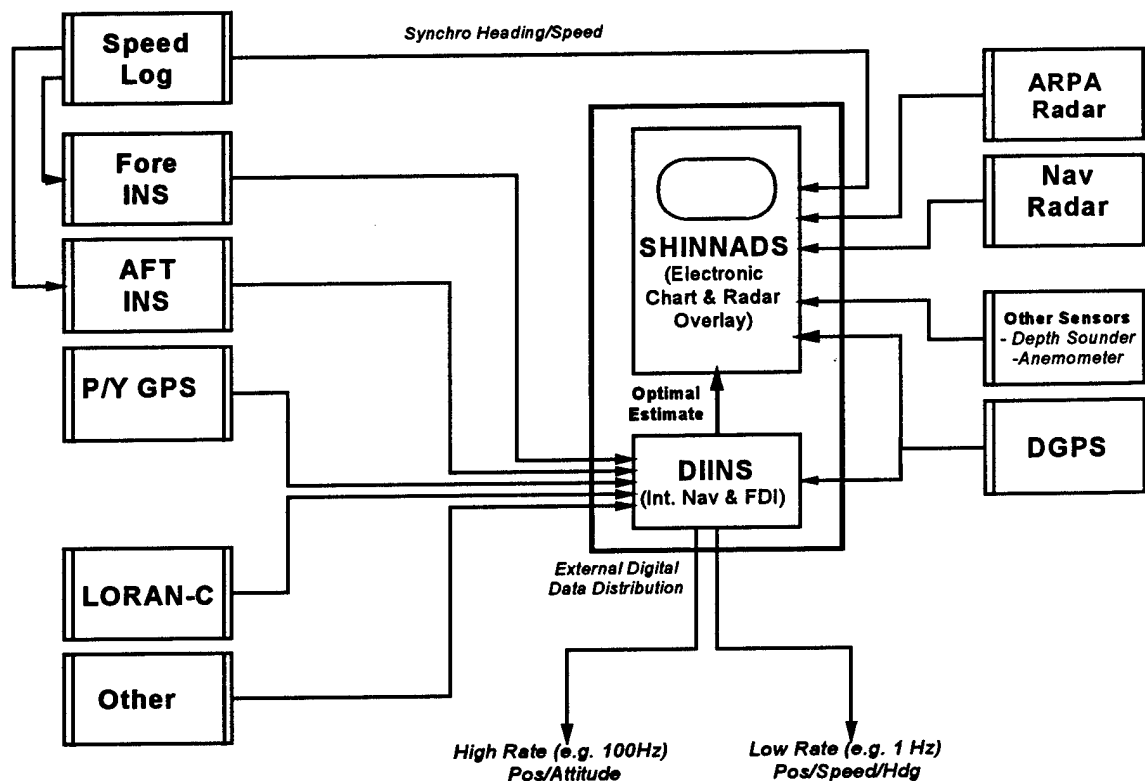 Speed
Log
Synchro Heading/Speed
ARPA
Radar
Fore
INS
Nav
Radar
AFT
INS
SHINNADS
(Electronic
Chart & Radar
Overlay)
Other Sensors
- Depth Sounder
-Anemometer
P/Y GPS
Optimal
Estimate
DGPS
DIINS
(Int. Nav & FDI)
External Digital
Data Distribution
LORAN-C
Other
High Rate (e.g. 100Hz)
Pos/Attitude
Low Rate (e.g. 1 Hz)
Pos/Speed/Hdg